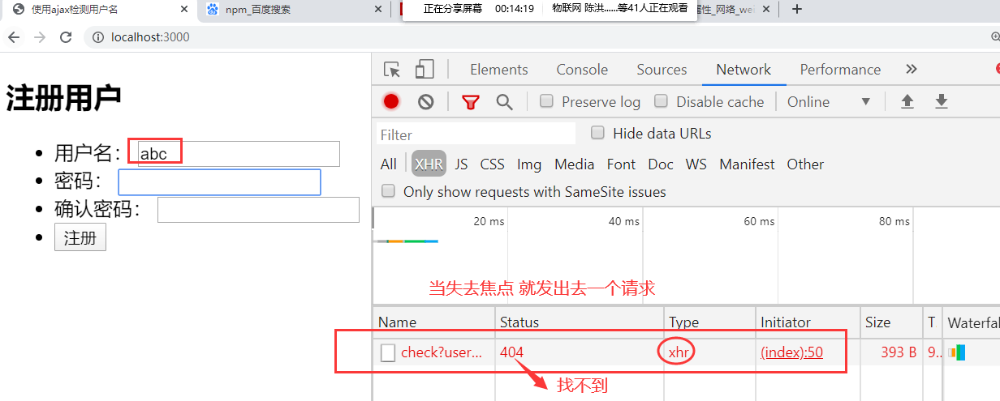 使用ajax检测用户名
npm_百度搜索
正在分享屏幕 00:14:19 物联网 陈洪......等41人正在观看
属性_网络_wei
localhost:3000
注册用户
用户名： abc
密码：
确认密码：
注册
Elements Console Sources Network Performance
Preserve log Disable cache Online
Filter Hide data URLs
All XHR JS CSS Img Media Font Doc WS Manifest Other
Only show requests with SameSite issues
20 ms 40 ms 60 ms 80 ms
当失去焦点 就发出去一个请求
Name Status Type Initiator Size T Waterfal
check?user... 404 xhr (index):50 393 B 9..
找不到